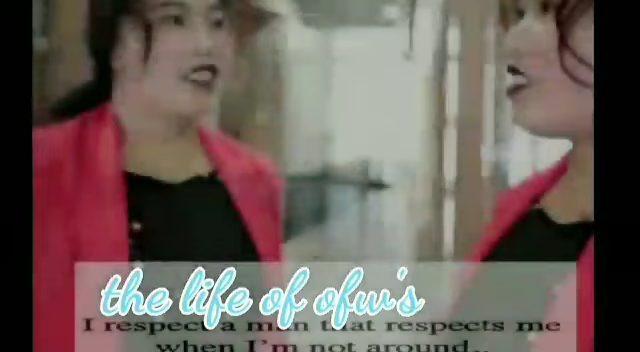 the life of ofw's
I respect a man that respects me
when I'm not around..